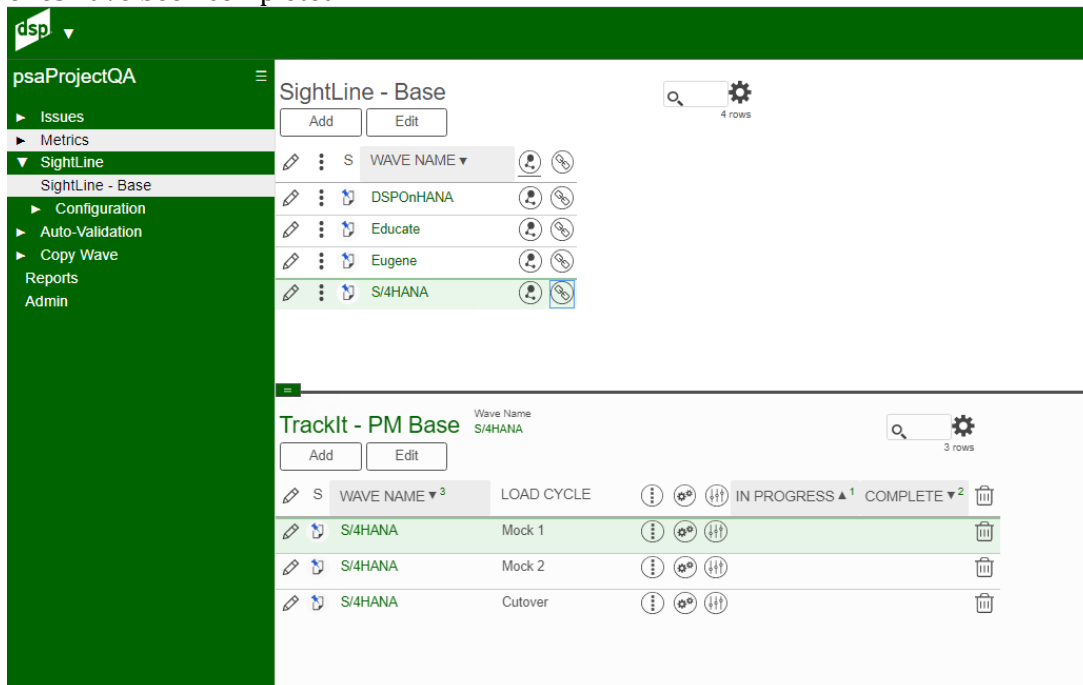 dsp
psaProjectQA
Issues
Metrics
SightLine
SightLine - Base
Configuration
Auto-Validation
Copy Wave
Reports
Admin
SightLine - Base
4 rows
Add Edit
S WAVE NAME
DSPOnHANA
Educate
Eugene
S/4HANA
TrackIt - PM Base
Wave Name
S/4HANA
3 rows
Add Edit
S WAVE NAME 3 LOAD CYCLE IN PROGRESS 1 COMPLETE 2
S/4HANA Mock 1
S/4HANA Mock 2
S/4HANA Cutover